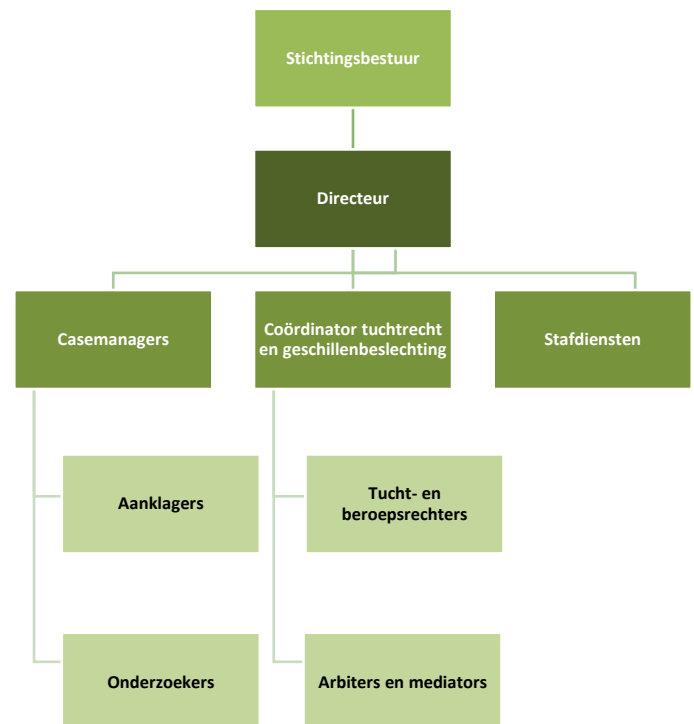 Stichtingsbestuur
Directeur
Casemanagers
Coördinator tuchtrecht
en geschillenbeslechting
Stafdiensten
Aanklagers
Tucht- en
beroepsrechters
Onderzoekers
Arbiters en mediators